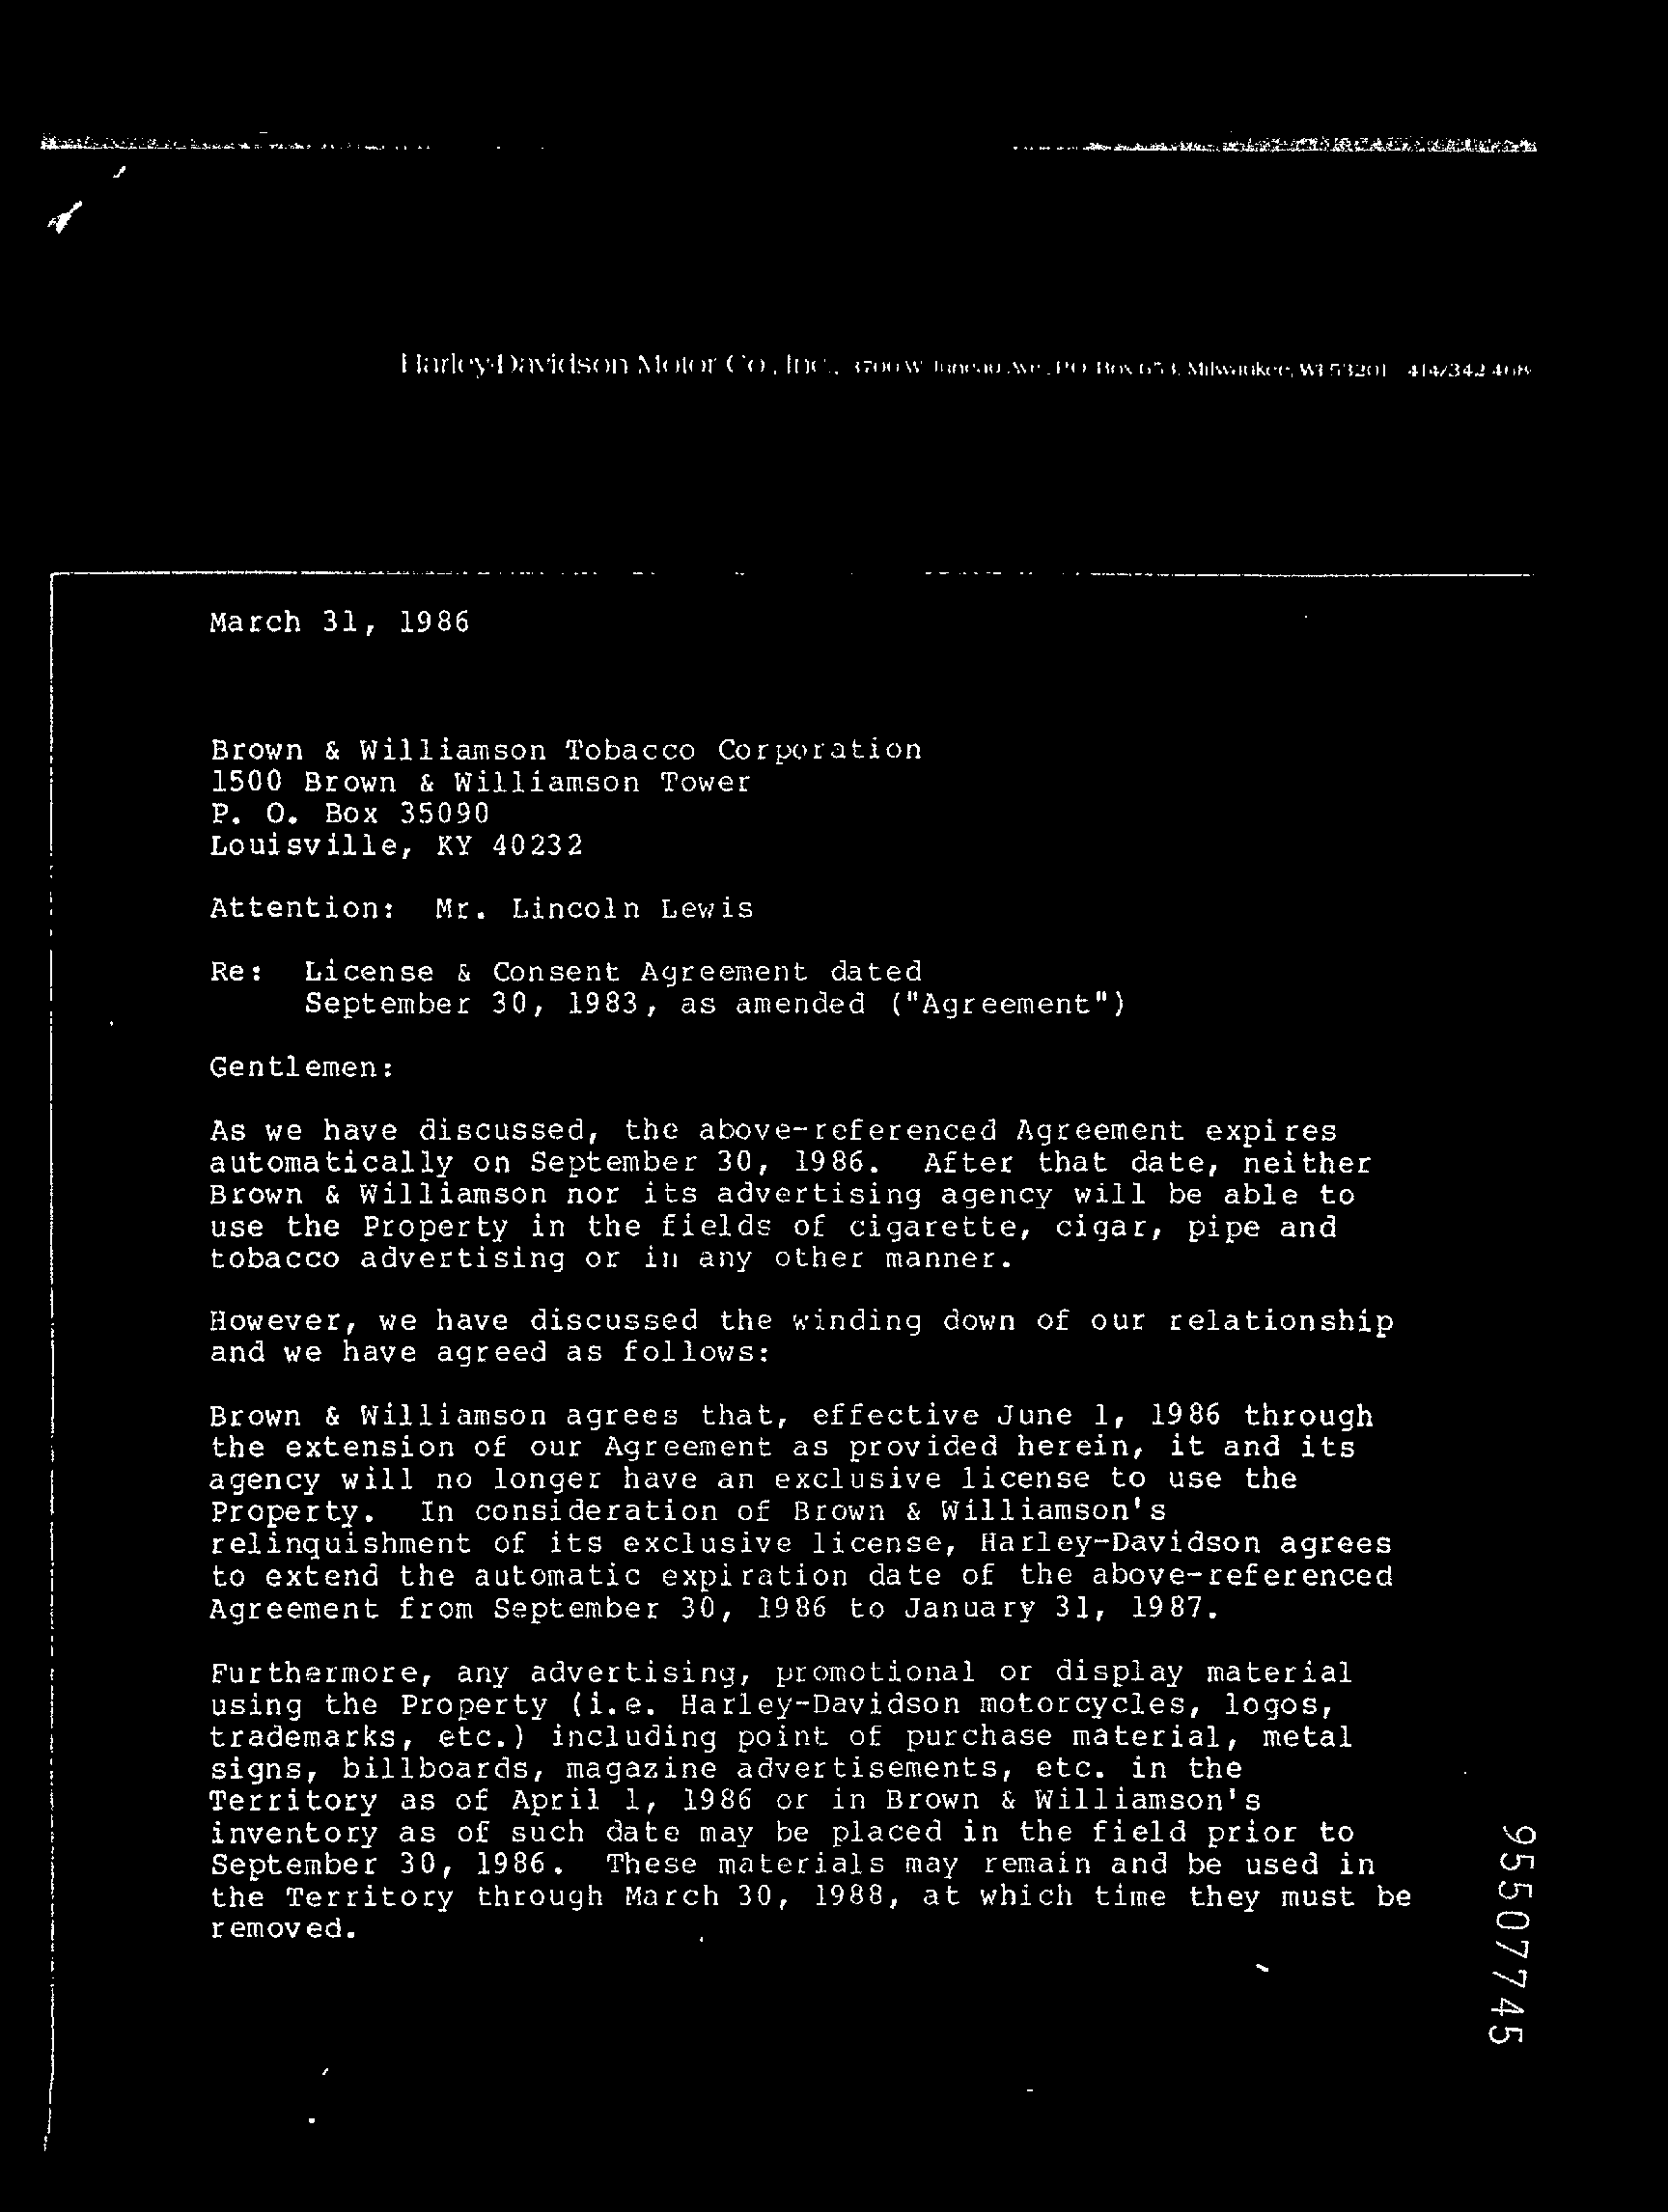 Harley-Davidson Motor Co., Inc., 3700 W. Juneau Ave., P.O. Box 653, Milwaukee, WI 53201 414/342
March 31, 1986
Brown & Williamson Tobacco Corporation
1500 Brown & Williamson Tower
P. O. Box 35090
Louisville, KY 40232
Attention: Mr. Lincoln Lewis
Re: License & Consent Agreement dated
September 30, 1983, as amended ("Agreement")
Gentlemen:
As we have discussed, the above-referenced Agreement expires
automatically on September 30, 1986. After that date, neither
Brown & Williamson nor its advertising agency will be able to
use the Property in the fields of cigarette, cigar, pipe and
tobacco advertising or in any other manner.
However, we have discussed the winding down of our relationship
and we have agreed as follows:
Brown & Williamson agrees that, effective June 1, 1986 through
the extension of our Agreement as provided herein, it and its
agency will no longer have an exclusive license to use the
Property. In consideration of Brown & Williamson's
relinquishment of its exclusive license, Harley-Davidson agrees
to extend the automatic expiration date of the above-referenced
Agreement from September 30, 1986 to January 31, 1987.
Furthermore, any advertising, promotional or display material
using the Property (i.e. Harley-Davidson motorcycles, logos,
trademarks, etc.) including point of purchase material, metal
signs, billboards, magazine advertisements, etc. in the
Territory as of April 1, 1986 or in Brown & Williamson's
inventory as of such date may be placed in the field prior to
September 30, 1986. These materials may remain and be used in
the Territory through March 30, 1988, at which time they must be
removed.
95507745